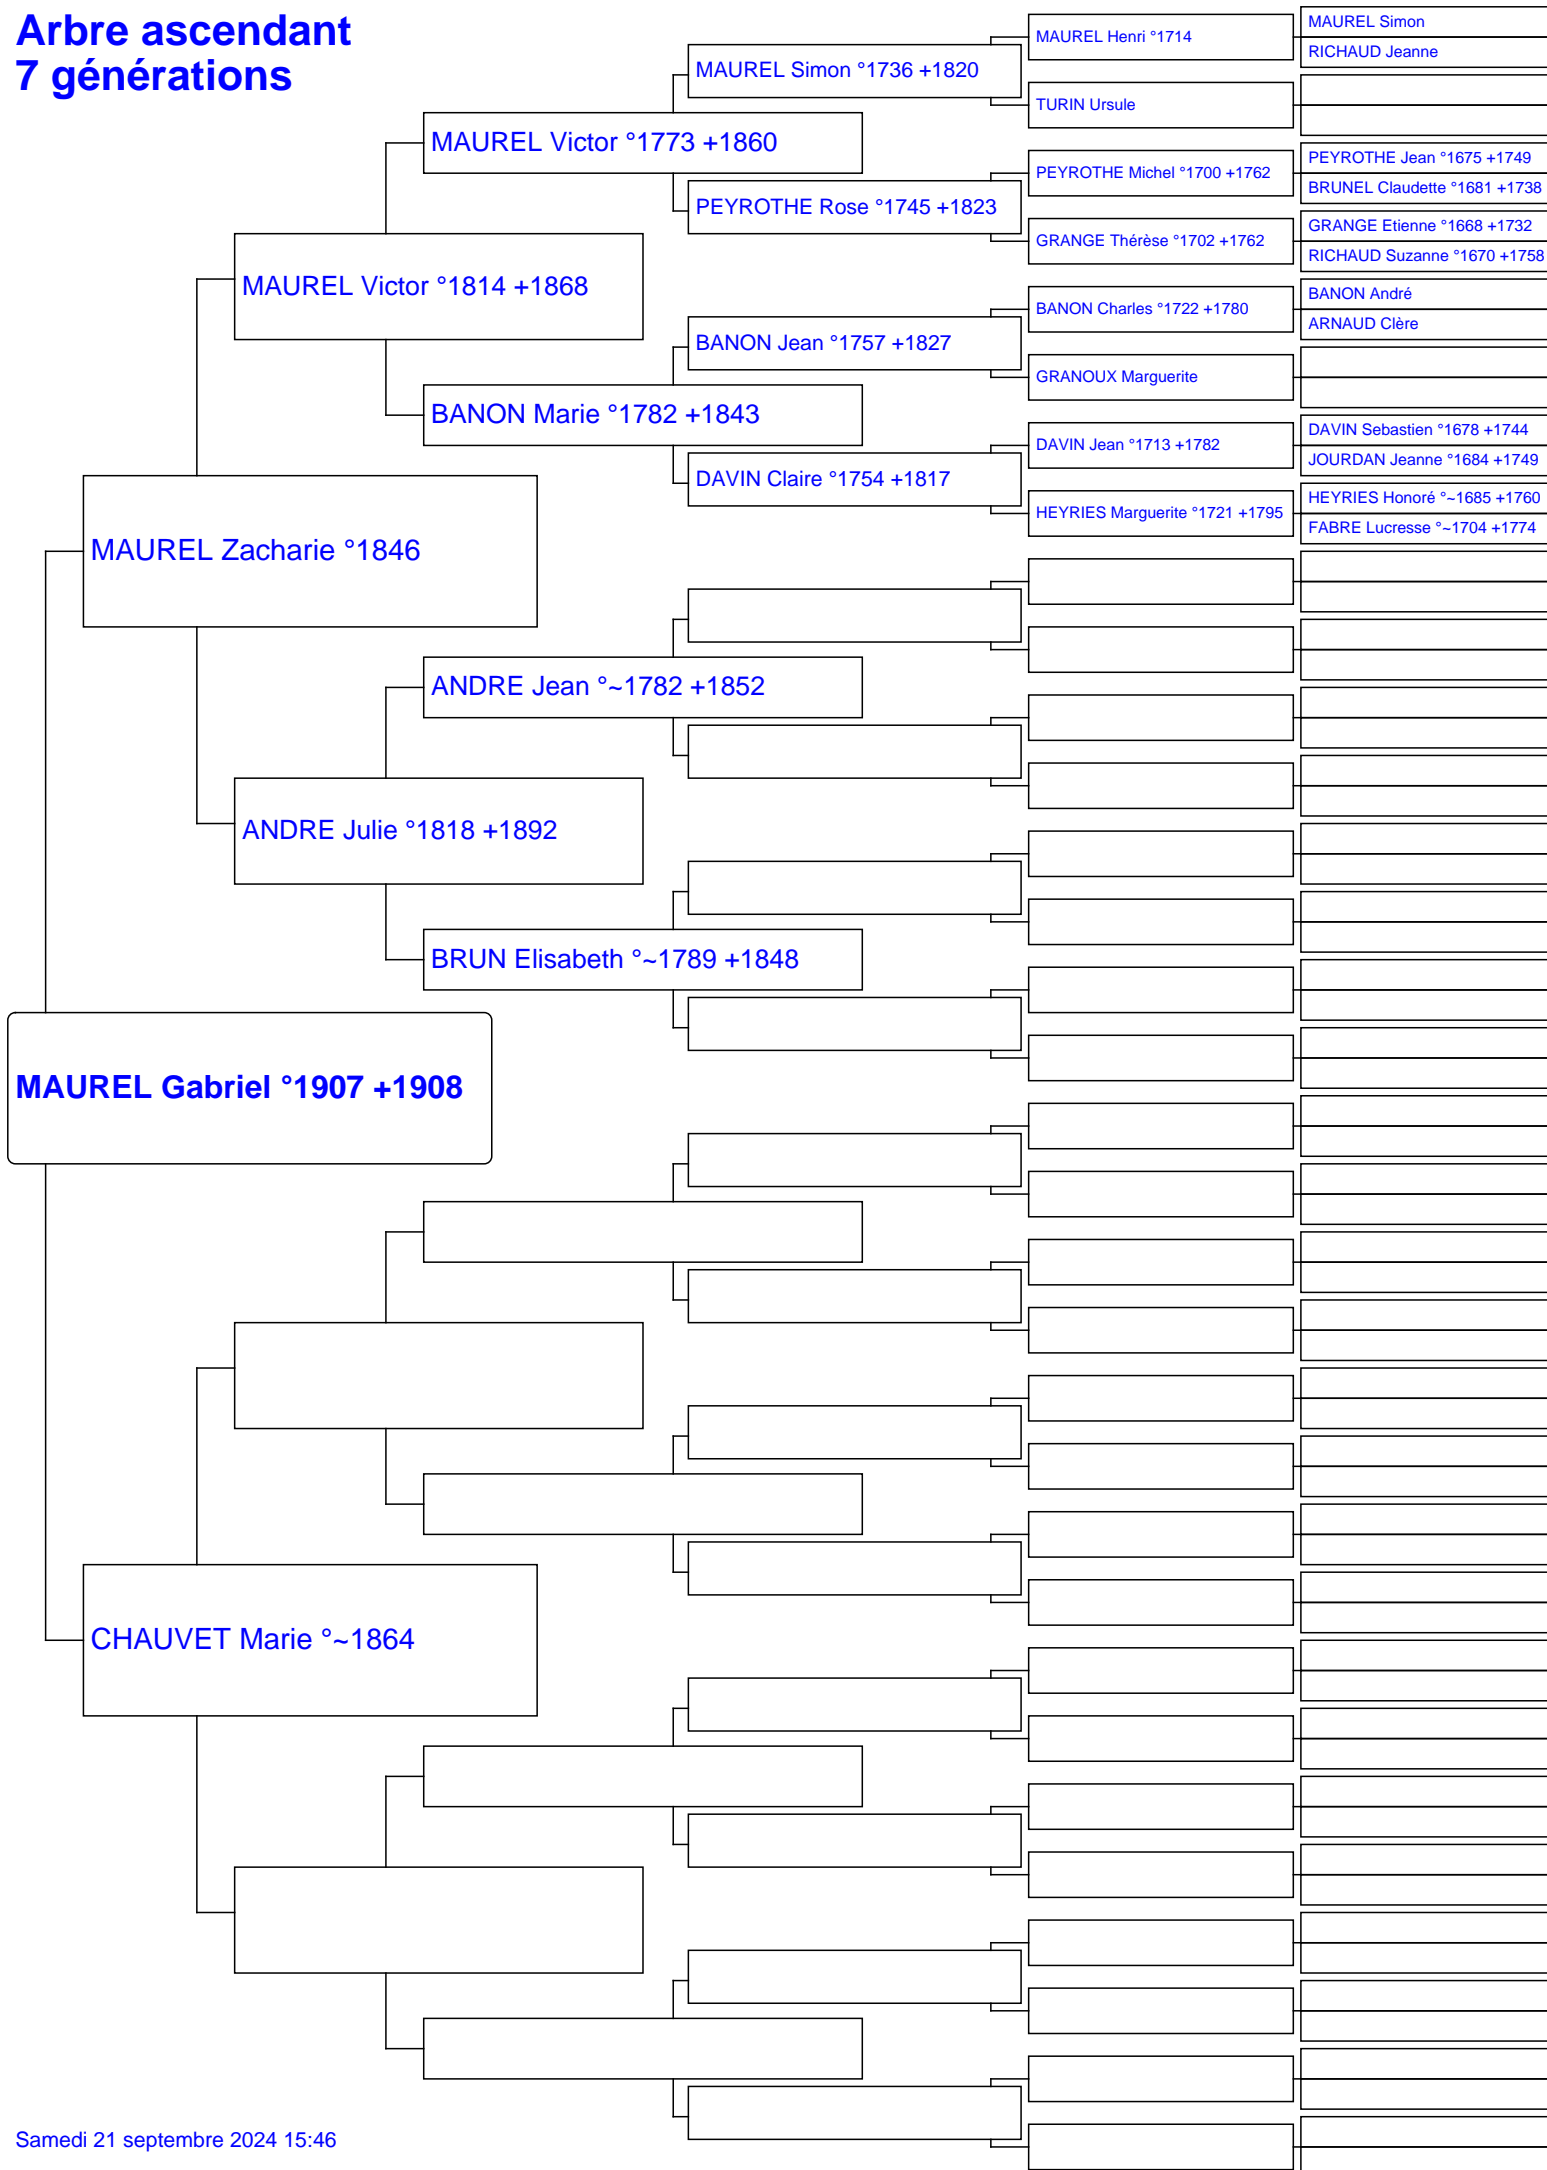 Arbre ascendant
7 générations
MAUREL Gabriel °1907 +1908
MAUREL Zacharie °1846
CHAUVET Marie °~1864
MAUREL Victor °1814 +1868
ANDRE Julie °1818 +1892
MAUREL Victor °1773 +1860
BANON Marie °1782 +1843
ANDRE Jean °~1782 +1852
BRUN Elisabeth °~1789 +1848
MAUREL Simon °1736 +1820
PEYROTHE Rose °1745 +1823
BANON Jean °1757 +1827
DAVIN Claire °1754 +1817
MAUREL Henri °1714
TURIN Ursule
PEYROTHE Michel °1700 +1762
GRANGE Thérèse °1702 +1762
BANON Charles °1722 +1780
GRANOUX Marguerite
DAVIN Jean °1713 +1782
HEYRIES Marguerite °1721 +1795
MAUREL Simon
RICHAUD Jeanne
PEYROTHE Jean °1675 +1749
BRUNEL Claudette °1681 +1738
GRANGE Etienne °1668 +1732
RICHAUD Suzanne °1670 +1758
BANON André
ARNAUD Clère
DAVIN Sebastien °1678 +1744
JOURDAN Jeanne °1684 +1749
HEYRIES Honoré °~1685 +1760
FABRE Lucresse °~1704 +1774
Samedi 21 septembre 2024 15:46